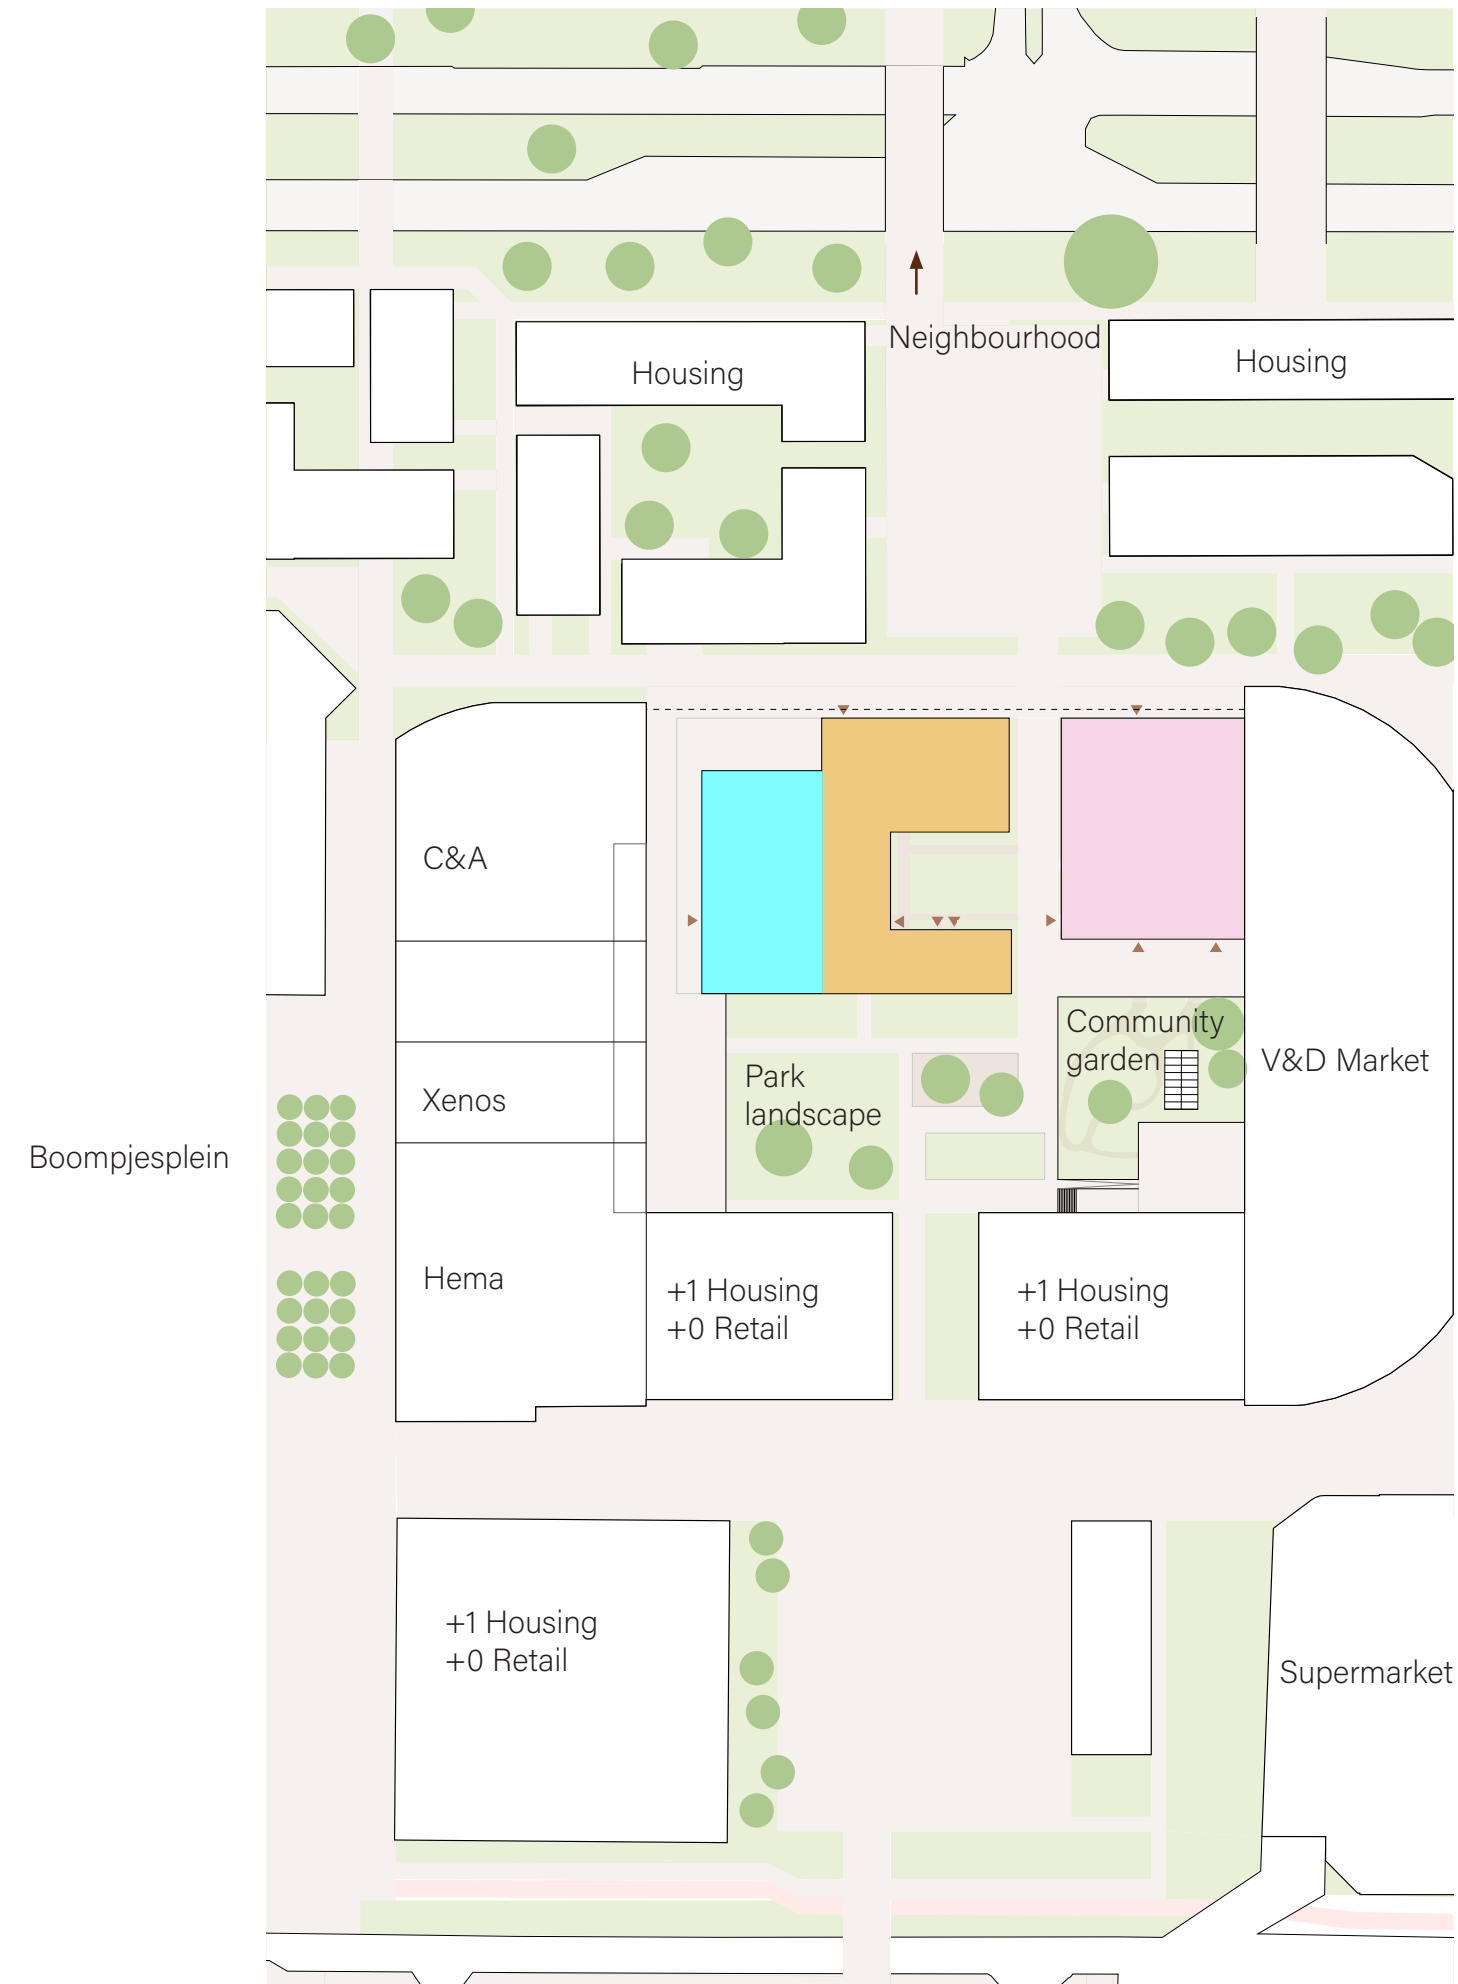 Neighbourhood
Housing
Housing
C&A
Community
garden
V&D Market
Park
landscape
Xenos
Boompjesplein
Hema
+1 Housing
+0 Retail
+1 Housing
+0 Retail
+1 Housing
+0 Retail
Supermarket